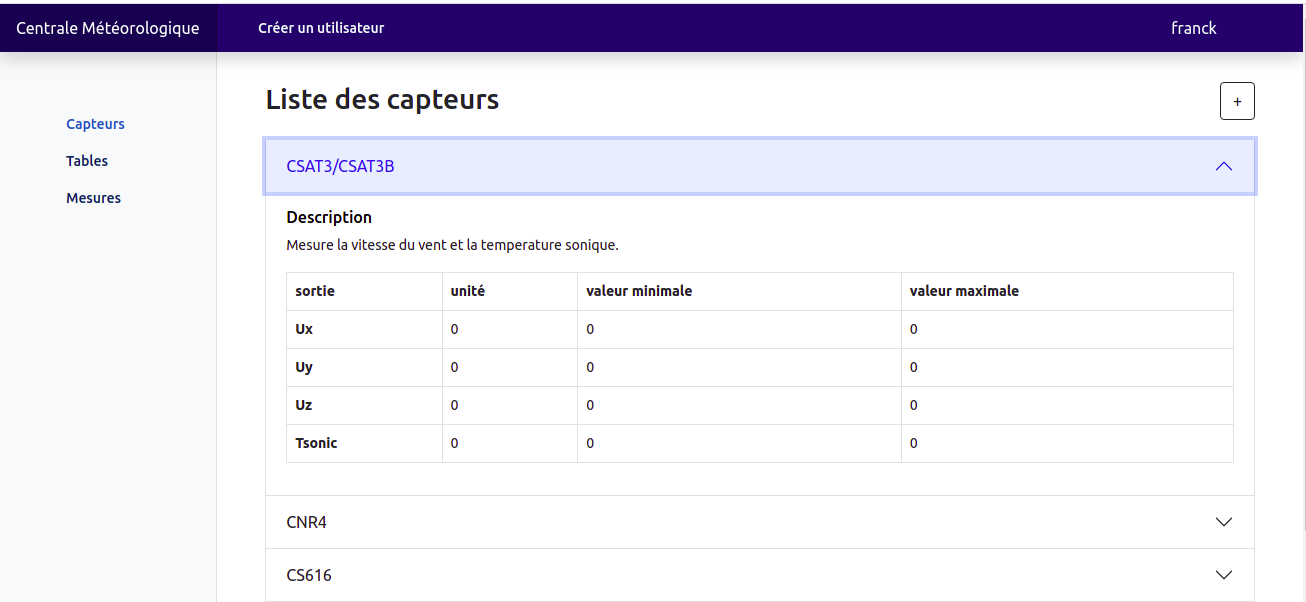 Centrale Météorologique Créer un utilisateur franck
Capteurs
Tables
Mesures
Liste des capteurs +
CSAT3/CSAT3B
Description
Mesure la vitesse du vent et la temperature sonique.
sortie unité valeur minimale valeur maximale
Ux 0 0 0
Uy 0 0 0
Uz 0 0 0
Tsonic 0 0 0
CNR4
CS616